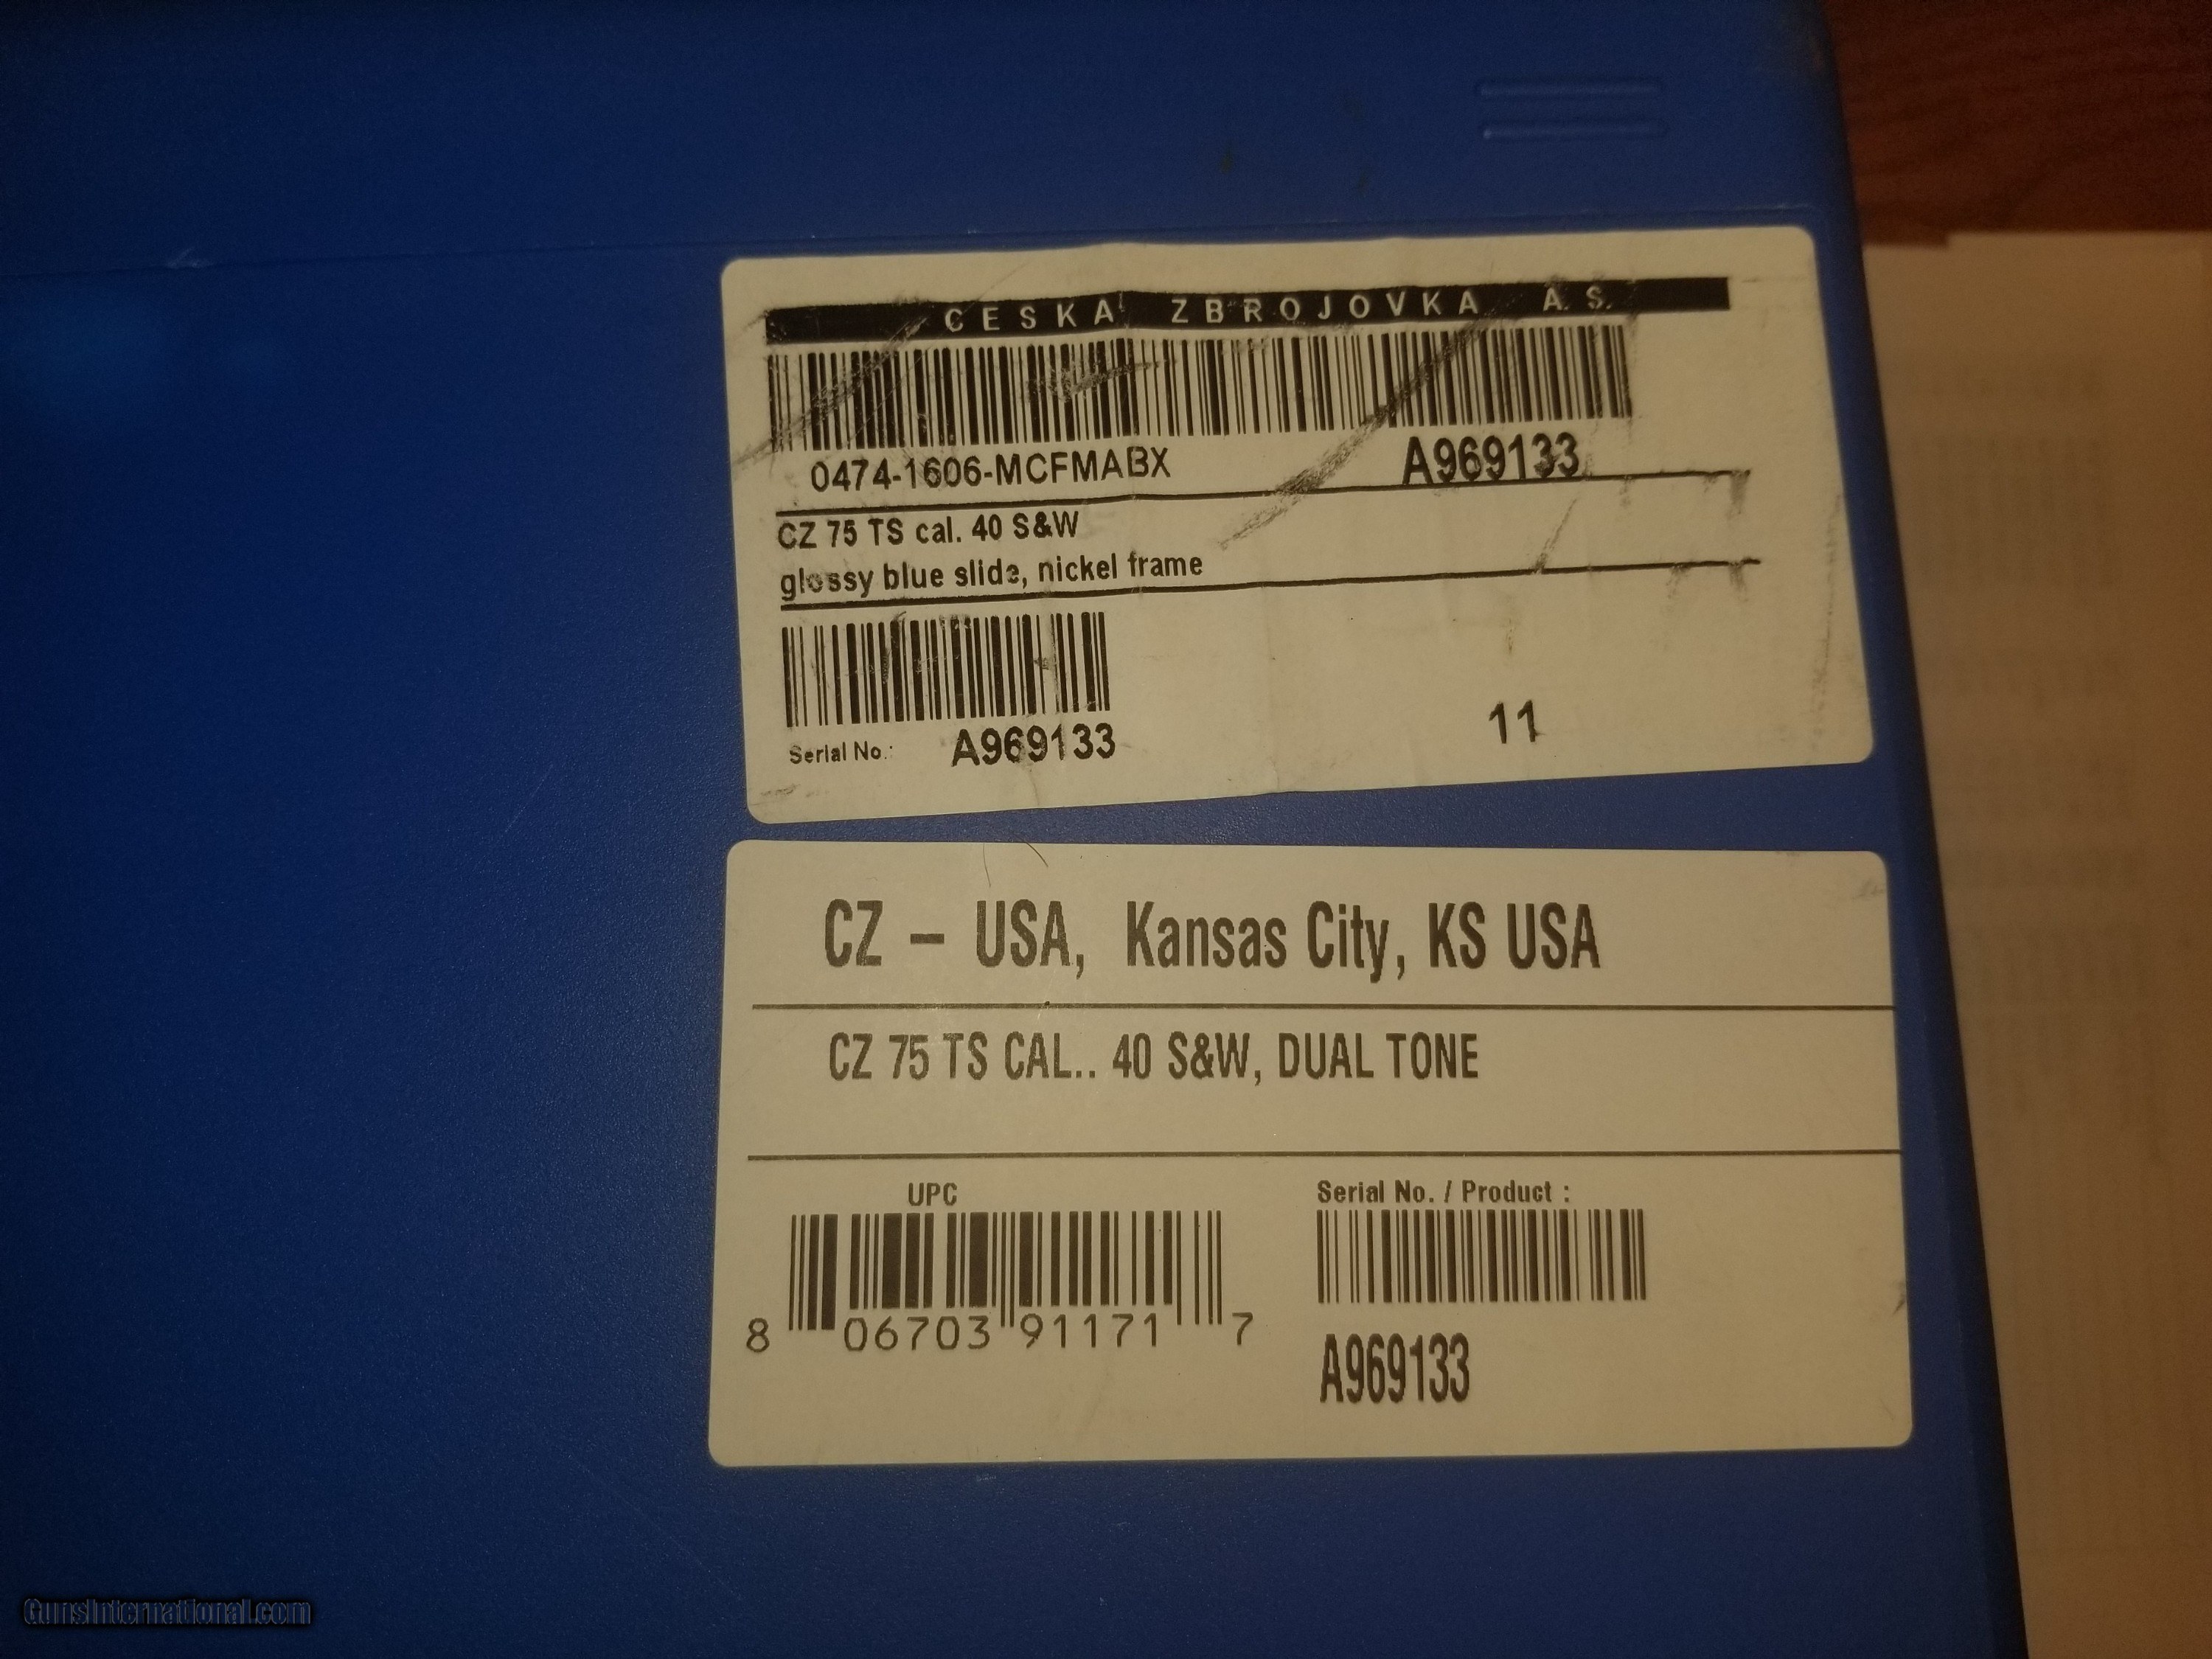 CESKA ZBROJOVKA A.S.
0474-1606-MCFMABX A969133
CZ 75 TS cal. 40 S&W
glossy blue slide, nickel frame
11
Serial No.: A969133
CZ – USA, Kansas City, KS USA
CZ 75 TS CAL.. 40 S&W, DUAL TONE
UPC Serial No. / Product :
8 06703 91171 7
A969133
GunsInternational.com